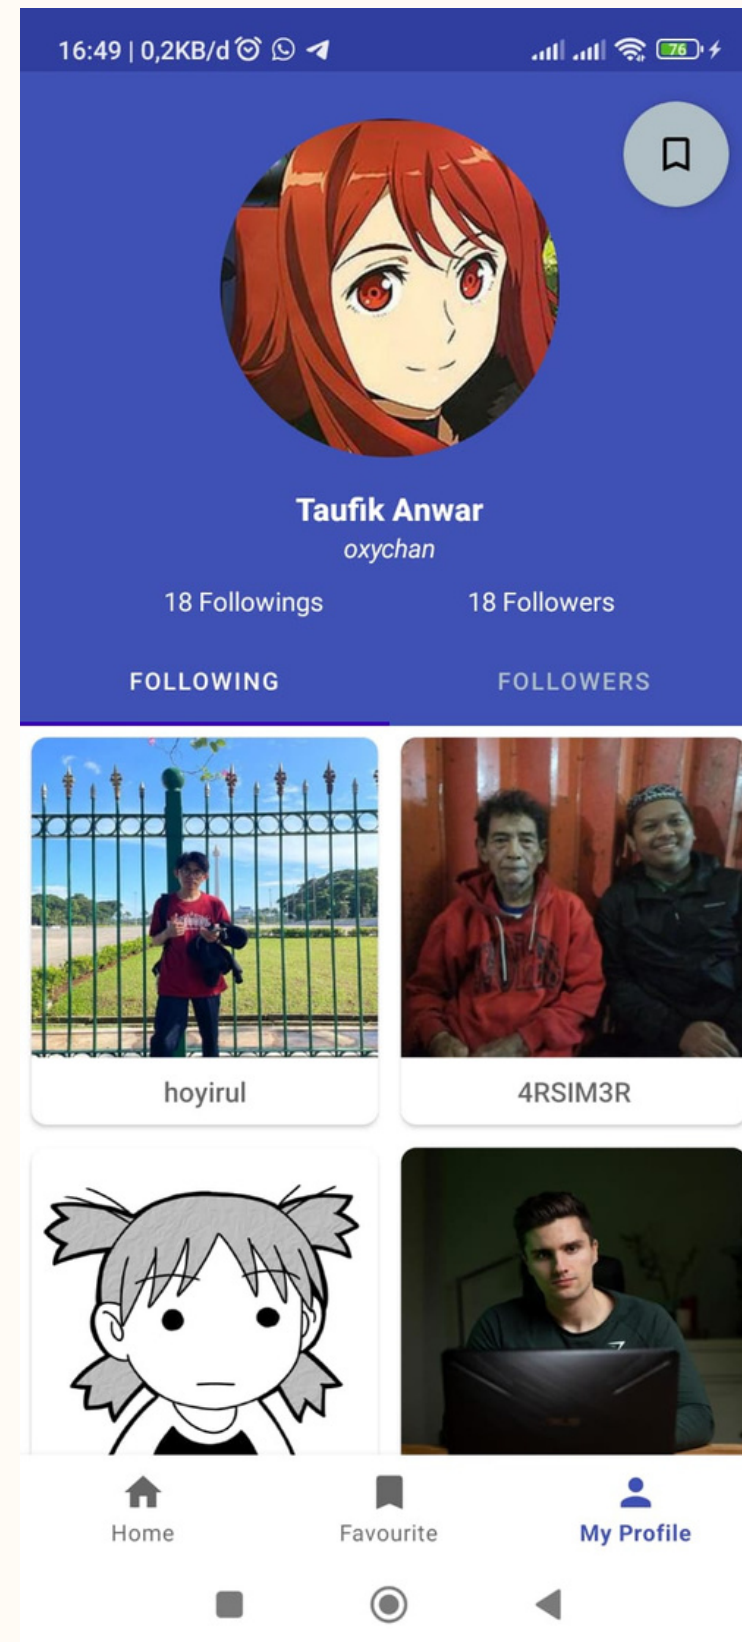 16:49 | 0,2KB/d
76
Taufik Anwar
oxychan
18 Followings 18 Followers
FOLLOWING FOLLOWERS
hoyirul 4RSIM3R
Home Favourite My Profile